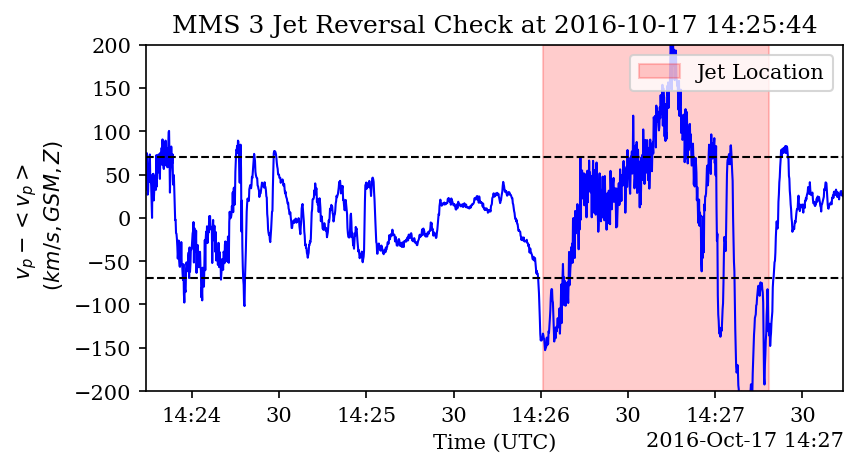 MMS 3 Jet Reversal Check at 2016-10-17 14:25:44
Jet Location
200
150
100
50
0
−50
−100
−150
−200
v_p − < v_p >
(km/s, GSM, Z)
14:24 30 14:25 30 14:26 30 14:27 30
Time (UTC)
2016-Oct-17 14:27